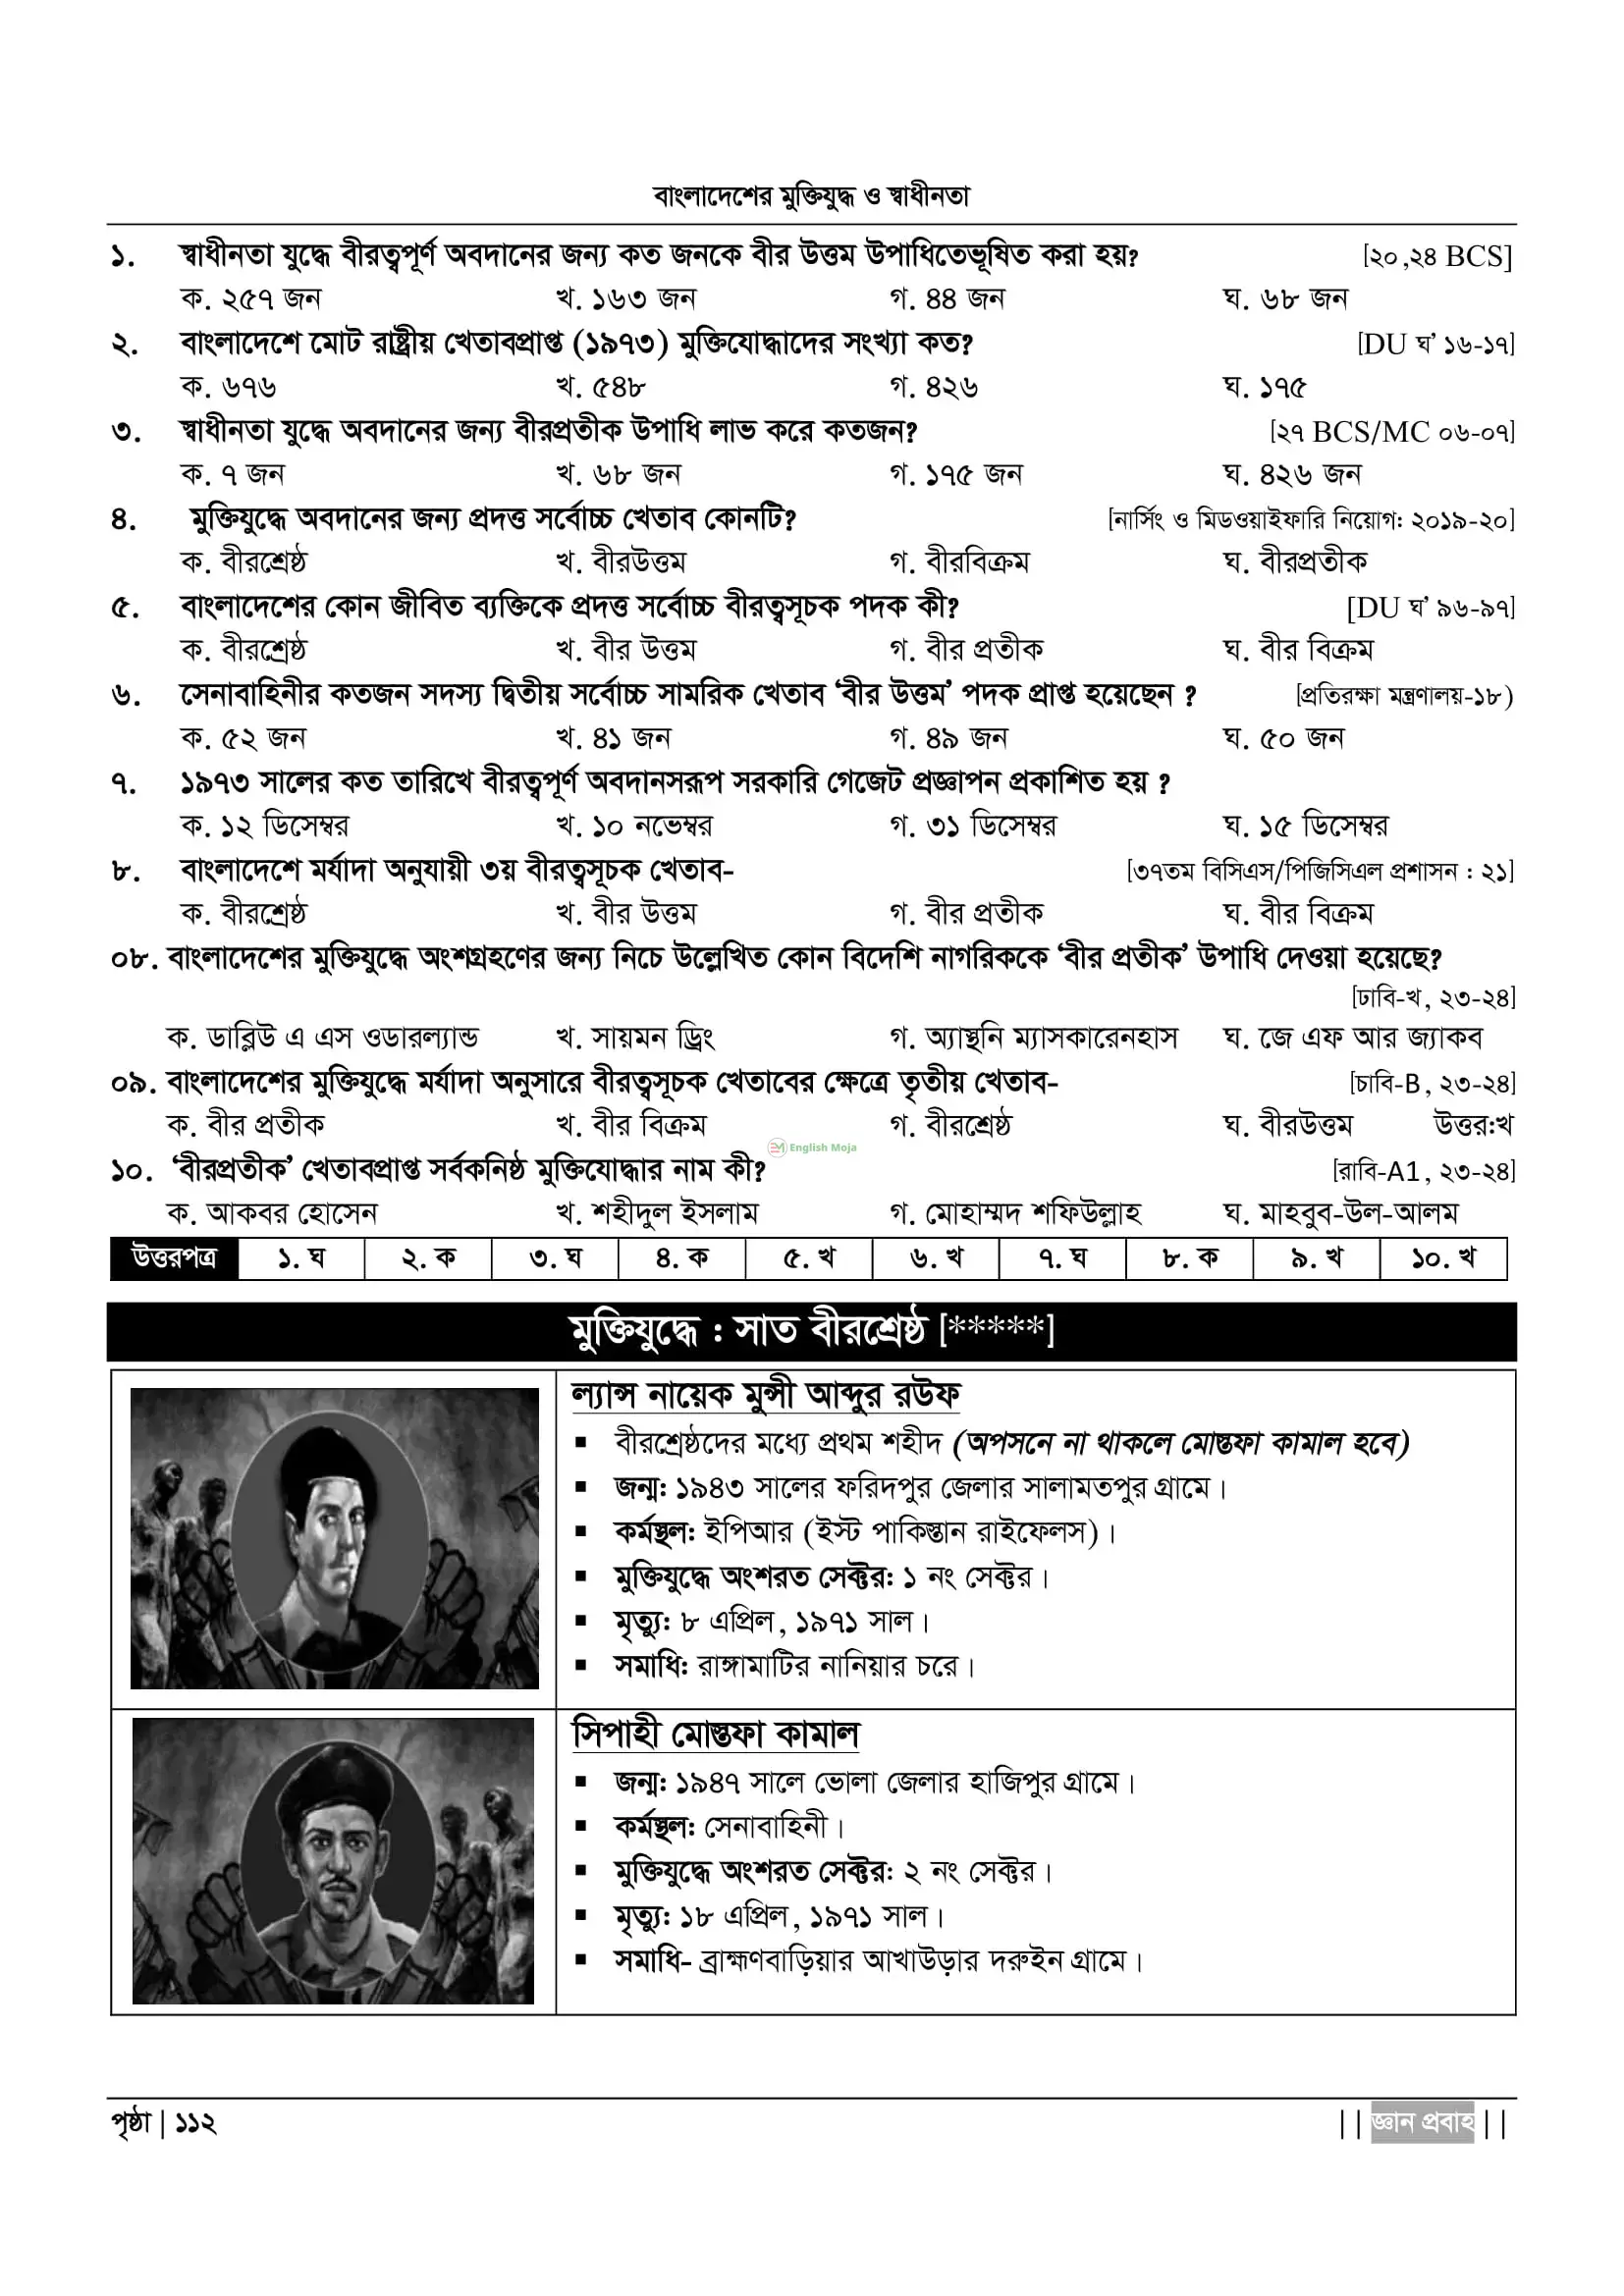 বাংলাদেশের মুক্তিযুদ্ধ ও স্বাধীনতা
১. স্বাধীনতা যুদ্ধে বীরত্বপূর্ণ অবদানের জন্য কত জনকে বীর উত্তম উপাধিতেভূষিত করা হয়? [২০,২৪ BCS]
ক. ২৫৭ জন খ. ১৬৩ জন গ. ৪৪ জন ঘ. ৬৮ জন
২. বাংলাদেশে মোট রাষ্ট্রীয় খেতাবপ্রাপ্ত (১৯৭৩) মুক্তিযোদ্ধাদের সংখ্যা কত? [DU ঘ’ ১৬-১৭]
ক. ৬৭৬ খ. ৫৪৮ গ. ৪২৬ ঘ. ১৭৫
৩. স্বাধীনতা যুদ্ধে অবদানের জন্য বীরপ্রতীক উপাধি লাভ করে কতজন? [২৭ BCS/MC ০৬-০৭]
ক. ৭ জন খ. ৬৮ জন গ. ১৭৫ জন ঘ. ৪২৬ জন
৪. মুক্তিযুদ্ধে অবদানের জন্য প্রদত্ত সর্বোচ্চ খেতাব কোনটি? [নার্সিং ও মিডওয়াইফারি নিয়োগ: ২০১৯-২০]
ক. বীরশ্রেষ্ঠ খ. বীরউত্তম গ. বীরবিক্রম ঘ. বীরপ্রতীক
৫. বাংলাদেশের কোন জীবিত ব্যক্তিকে প্রদত্ত সর্বোচ্চ বীরত্বসূচক পদক কী? [DU ঘ’ ৯৬-৯৭]
ক. বীরশ্রেষ্ঠ খ. বীর উত্তম গ. বীর প্রতীক ঘ. বীর বিক্রম
৬. সেনাবাহিনীর কতজন সদস্য দ্বিতীয় সর্বোচ্চ সামরিক খেতাব ‘বীর উত্তম’ পদক প্রাপ্ত হয়েছেন ? [প্রতিরক্ষা মন্ত্রণালয়-১৮)
ক. ৫২ জন খ. ৪১ জন গ. ৪৯ জন ঘ. ৫০ জন
৭. ১৯৭৩ সালের কত তারিখে বীরত্বপূর্ণ অবদানসরূপ সরকারি গেজেট প্রজ্ঞাপন প্রকাশিত হয় ?
ক. ১২ ডিসেম্বর খ. ১০ নভেম্বর গ. ৩১ ডিসেম্বর ঘ. ১৫ ডিসেম্বর
৮. বাংলাদেশে মর্যাদা অনুযায়ী ৩য় বীরত্বসূচক খেতাব- [৩৭তম বিসিএস/পিজিসিএল প্রশাসন : ২১]
ক. বীরশ্রেষ্ঠ খ. বীর উত্তম গ. বীর প্রতীক ঘ. বীর বিক্রম
০৮. বাংলাদেশের মুক্তিযুদ্ধে অংশগ্রহণের জন্য নিচে উল্লেখিত কোন বিদেশি নাগরিককে ‘বীর প্রতীক’ উপাধি দেওয়া হয়েছে?
[ঢাবি-খ, ২৩-২৪]
ক. ডাব্লিউ এ এস ওডারল্যান্ড খ. সায়মন ড্রিং গ. অ্যান্থনি ম্যাসকারেনহাস ঘ. জে এফ আর জ্যাকব
০৯. বাংলাদেশের মুক্তিযুদ্ধে মর্যাদা অনুসারে বীরত্বসূচক খেতাবের ক্ষেত্রে তৃতীয় খেতাব- [চাবি-B, ২৩-২৪]
ক. বীর প্রতীক খ. বীর বিক্রম গ. বীরশ্রেষ্ঠ ঘ. বীরউত্তম উত্তর:খ
English Moja
১০. ‘বীরপ্রতীক’ খেতাবপ্রাপ্ত সর্বকনিষ্ঠ মুক্তিযোদ্ধার নাম কী? [রাবি-A1, ২৩-২৪]
ক. আকবর হোসেন খ. শহীদুল ইসলাম গ. মোহাম্মদ শফিউল্লাহ ঘ. মাহবুব-উল-আলম
উত্তরপত্র ১. ঘ ২. ক ৩. ঘ ৪. ক ৫. খ ৬. খ ৭. ঘ ৮. ক ৯. খ ১০. খ
মুক্তিযুদ্ধে : সাত বীরশ্রেষ্ঠ [*****]
ল্যান্স নায়েক মুন্সী আব্দুর রউফ
▪ বীরশ্রেষ্ঠদের মধ্যে প্রথম শহীদ (অপসনে না থাকলে মোস্তফা কামাল হবে)
▪ জন্ম: ১৯৪৩ সালের ফরিদপুর জেলার সালামতপুর গ্রামে।
▪ কর্মস্থল: ইপিআর (ইস্ট পাকিস্তান রাইফেলস)।
▪ মুক্তিযুদ্ধে অংশরত সেক্টর: ১ নং সেক্টর।
▪ মৃত্যু: ৮ এপ্রিল, ১৯৭১ সাল।
▪ সমাধি: রাঙ্গামাটির নানিয়ার চরে।
সিপাহী মোস্তফা কামাল
▪ জন্ম: ১৯৪৭ সালে ভোলা জেলার হাজিপুর গ্রামে।
▪ কর্মস্থল: সেনাবাহিনী।
▪ মুক্তিযুদ্ধে অংশরত সেক্টর: ২ নং সেক্টর।
▪ মৃত্যু: ১৮ এপ্রিল, ১৯৭১ সাল।
▪ সমাধি- ব্রাহ্মণবাড়িয়ার আখাউড়ার দরুইন গ্রামে।
পৃষ্ঠা | ১১২ || জ্ঞান প্রবাহ ||